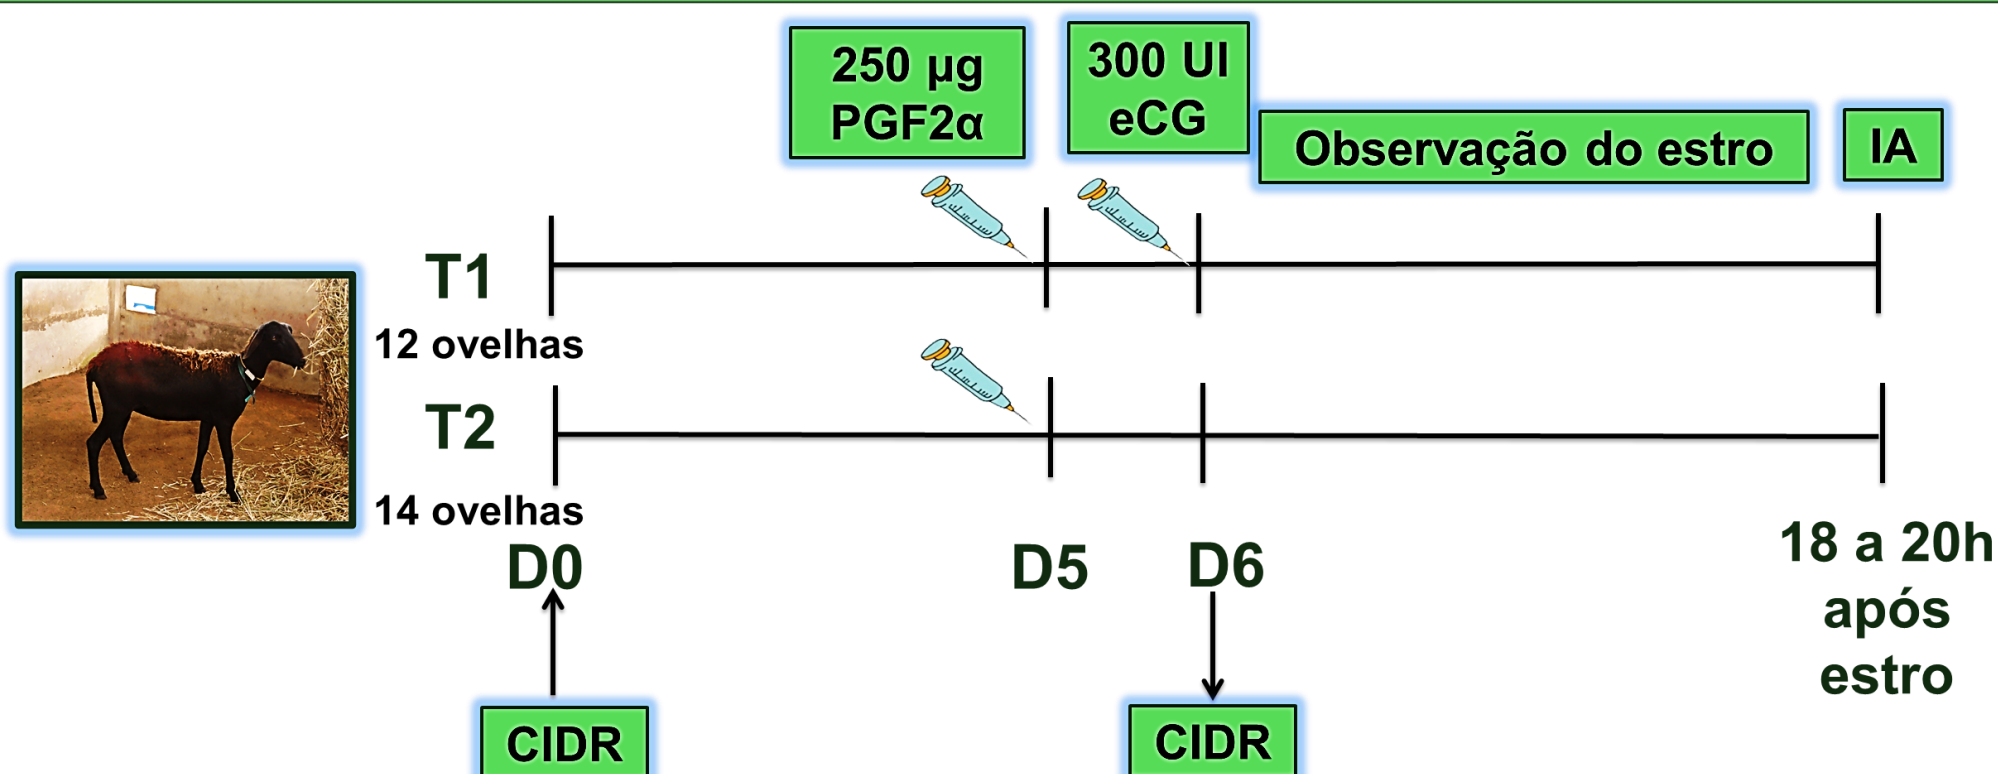 250 µg
PGF2α
300 UI
eCG
Observação do estro
IA
T1
12 ovelhas
T2
14 ovelhas
D0
D5
D6
18 a 20h
após
estro
CIDR
CIDR